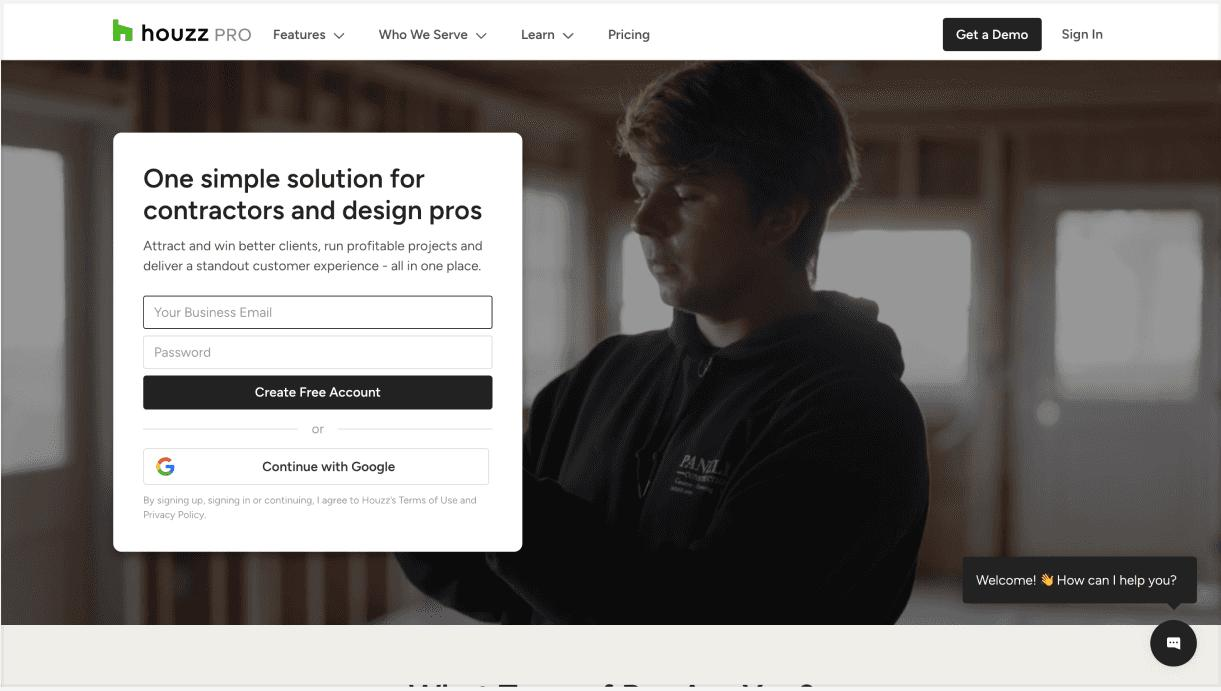 houzz PRO
Features
Who We Serve
Learn
Pricing
Get a Demo
Sign In
One simple solution for
contractors and design pros
Attract and win better clients, run profitable projects and
deliver a standout customer experience - all in one place.
Your Business Email
Password
Create Free Account
or
Continue with Google
By signing up, signing in or continuing, I agree to Houzz's Terms of Use and
Privacy Policy.
Welcome! 👋 How can I help you?